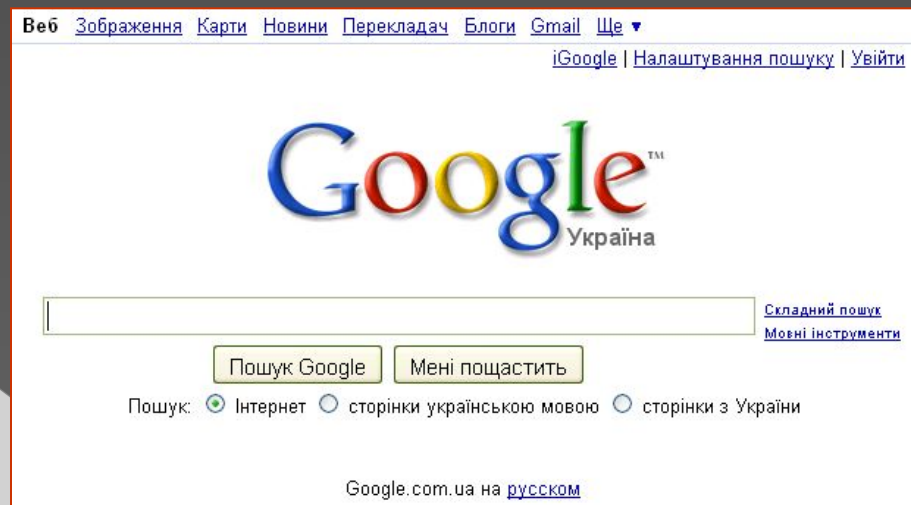 Веб Зображення Карти Новини Перекладач Блоги Gmail Ще ▼
iGoogle | Налаштування пошуку | Увійти
Google™
Україна
Складний пошук
Мовні інструменти
Пошук Google Мені пощастить
Пошук: Інтернет сторінки українською мовою сторінки з України
Google.com.ua на русском